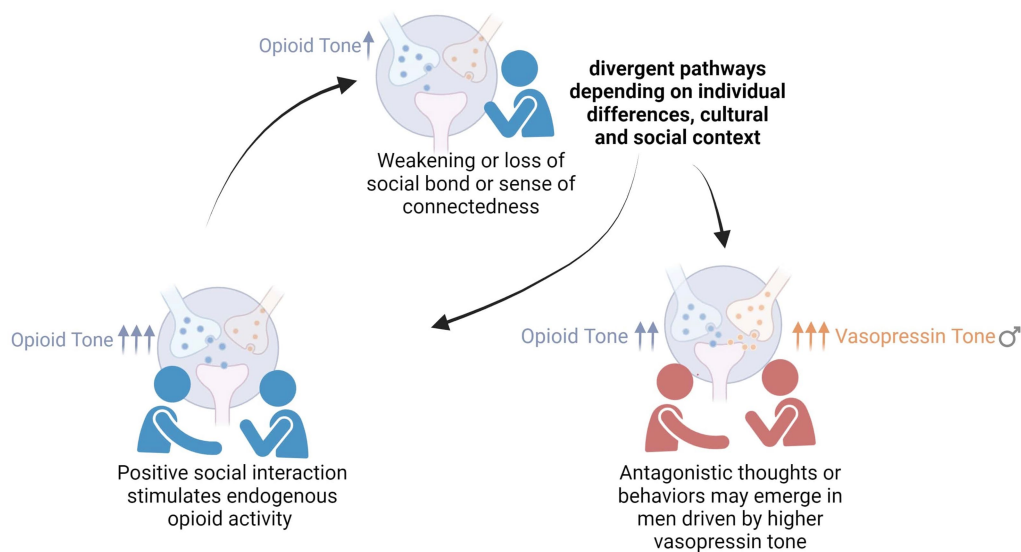 Opioid Tone
divergent pathways
depending on individual
differences, cultural
and social context
Weakening or loss of
social bond or sense of
connectedness
Opioid Tone
Positive social interaction
stimulates endogenous
opioid activity
Opioid Tone
Vasopressin Tone
Antagonistic thoughts or
behaviors may emerge in
men driven by higher
vasopressin tone